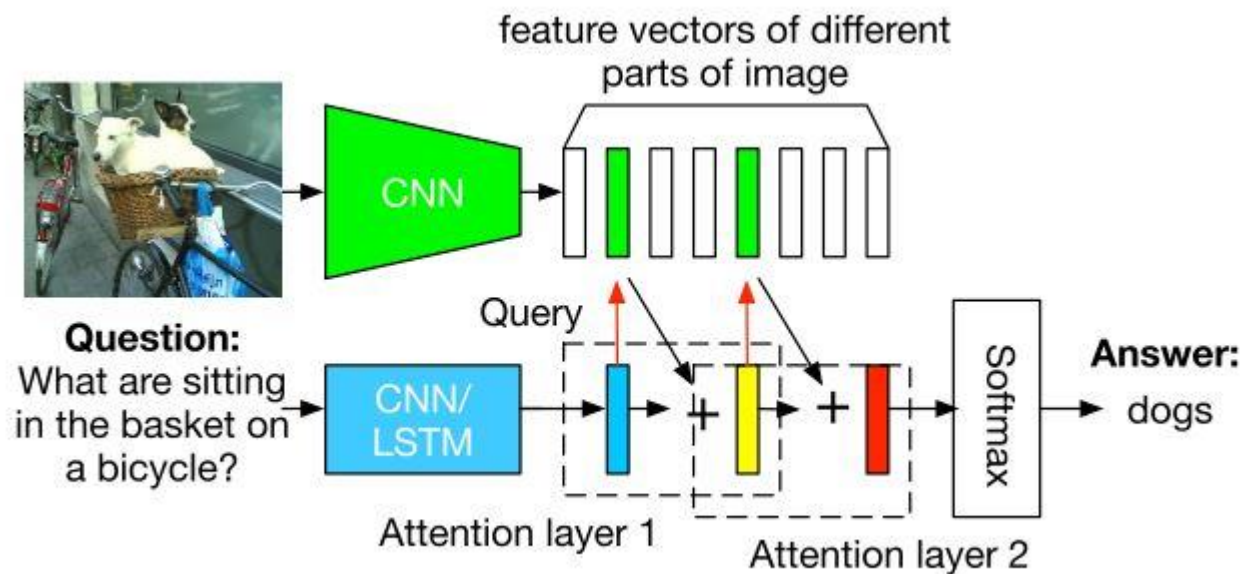 feature vectors of different
parts of image
CNN
Query
Question:
What are sitting
in the basket on
a bicycle?
CNN/
LSTM
Softmax
Answer:
dogs
Attention layer 1
Attention layer 2